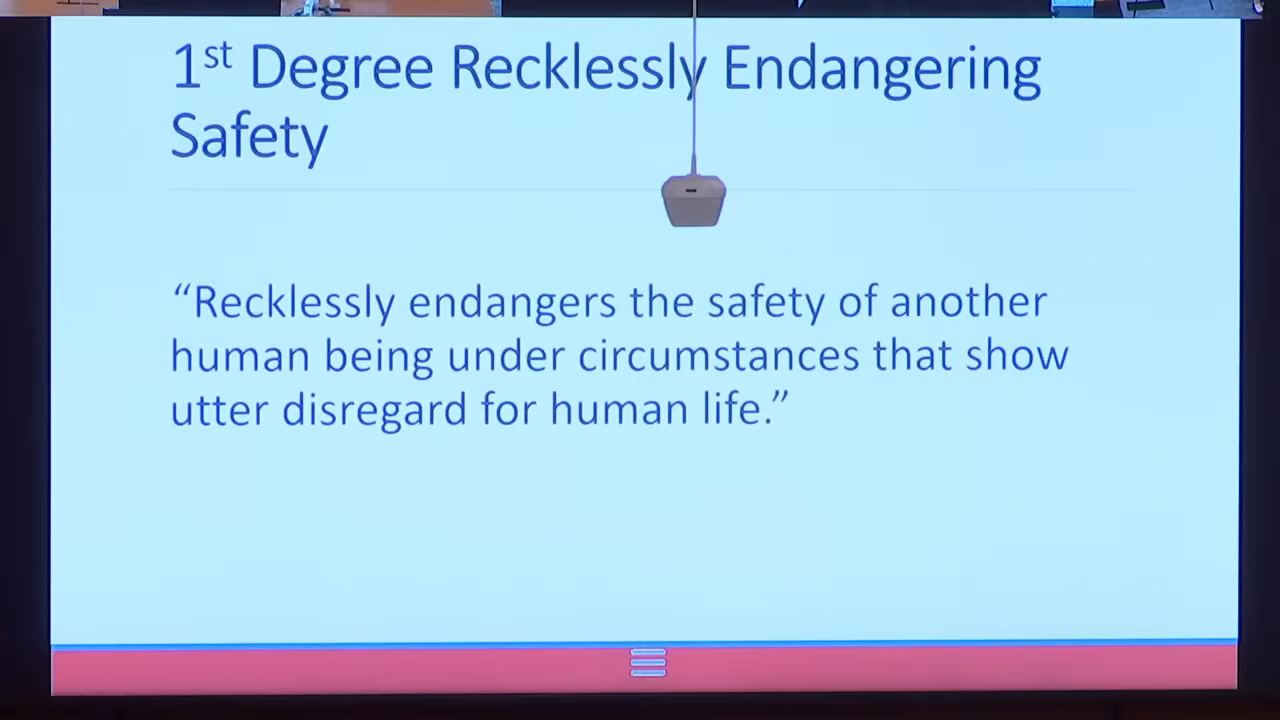 1st Degree Recklessly Endangering
Safety
“Recklessly endangers the safety of another
human being under circumstances that show
utter disregard for human life.”